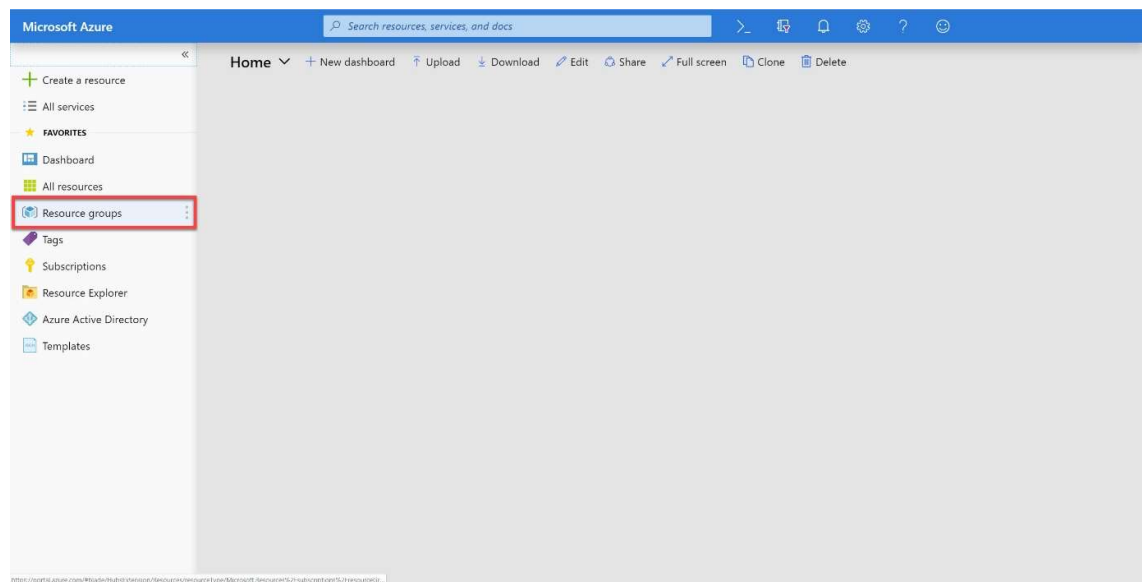 Microsoft Azure
Search resources, services, and docs
«
Home
+ New dashboard
Upload
Download
Edit
Share
Full screen
Clone
Delete
Create a resource
All services
FAVORITES
Dashboard
All resources
Resource groups
Tags
Subscriptions
Resource Explorer
Azure Active Directory
Templates